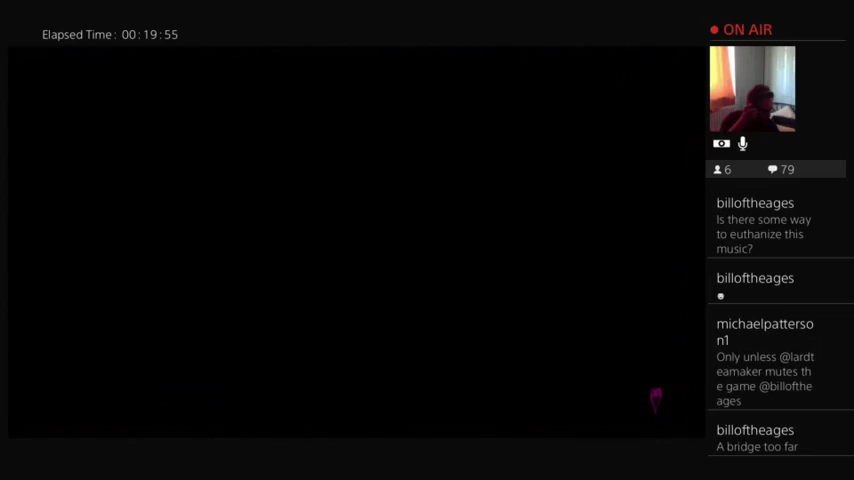 Elapsed Time: 00:19:55
ON AIR
6 79
billoftheages
Is there some way
to euthanize this
music?
billoftheages
michaelpatterso
n1
Only unless @lardt
eamaker mutes th
e game @billofthe
ages
billoftheages
A bridge too far